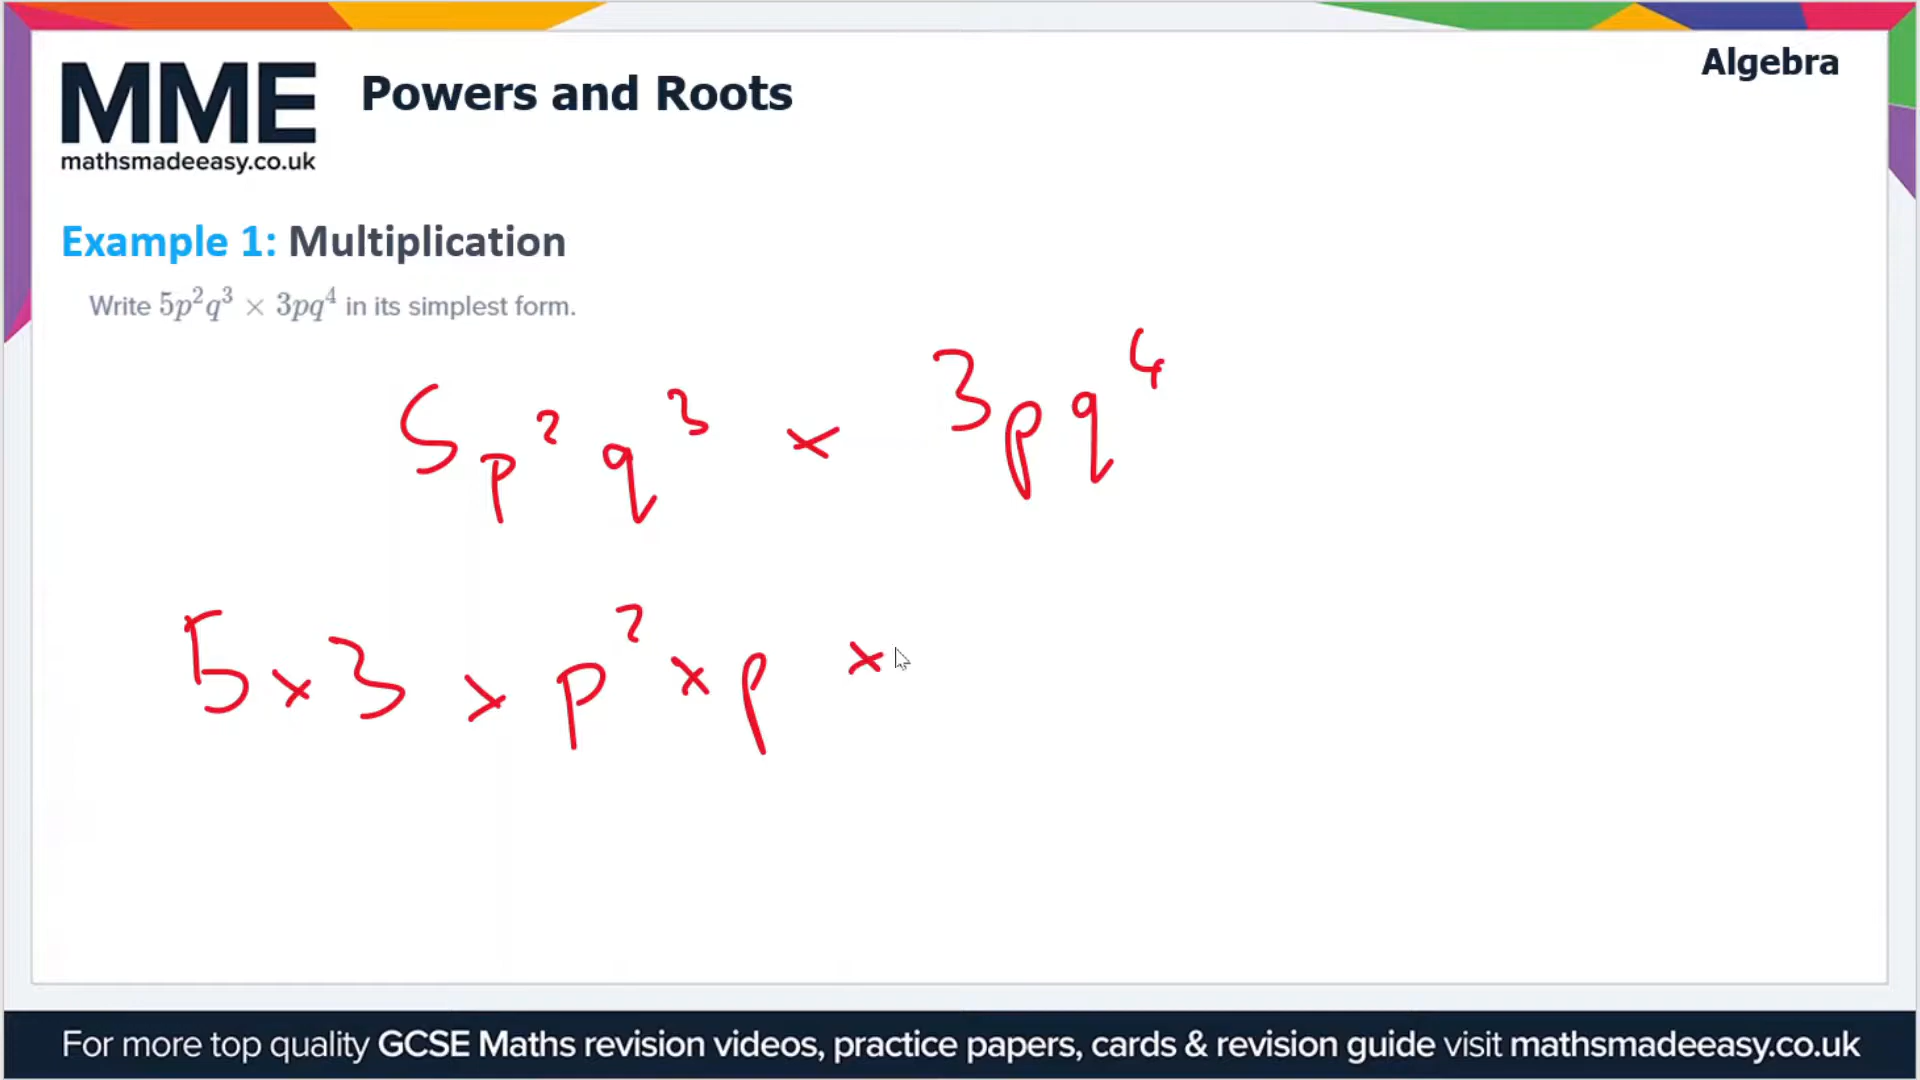 Algebra
MME
mathsmadeeasy.co.uk
Powers and Roots
Example 1: Multiplication
Write 5p²q³ × 3pq⁴ in its simplest form.
5p²q³ × 3pq⁴
5 × 3 × p² × p ×
For more top quality GCSE Maths revision videos, practice papers, cards & revision guide visit mathsmadeeasy.co.uk